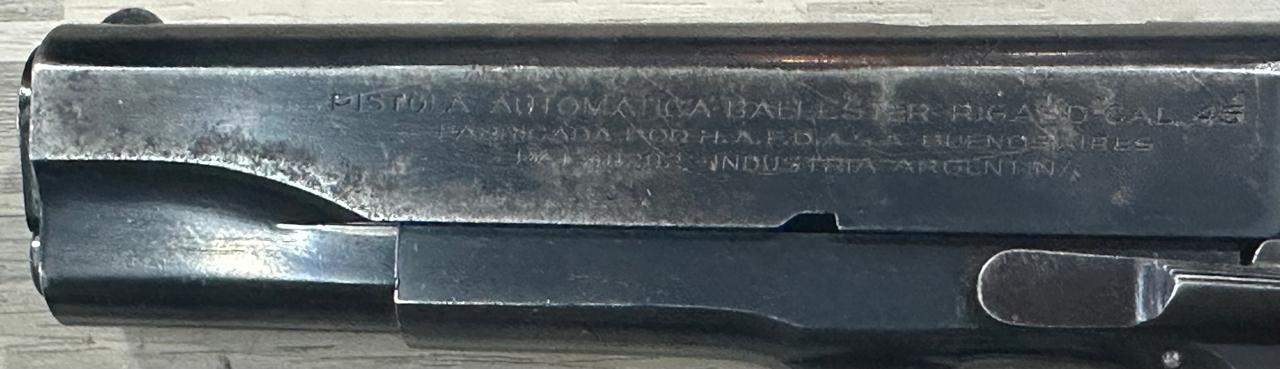 PISTOLA AUTOMATICA BALLESTER-RIGAUD CAL. 45
FABRICADA POR H.A.F.D.A.S.A. BUENOS AIRES
INDUSTRIA ARGENTINA